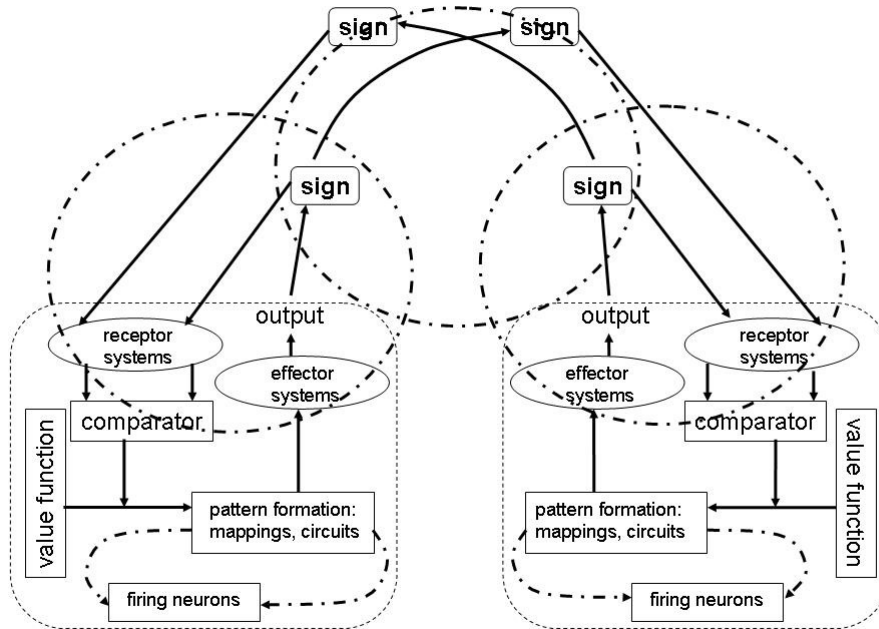 sign
sign
sign
sign
output
output
receptor
systems
receptor
systems
effector
systems
effector
systems
comparator
comparator
value function
value function
pattern formation:
mappings, circuits
pattern formation:
mappings, circuits
firing neurons
firing neurons